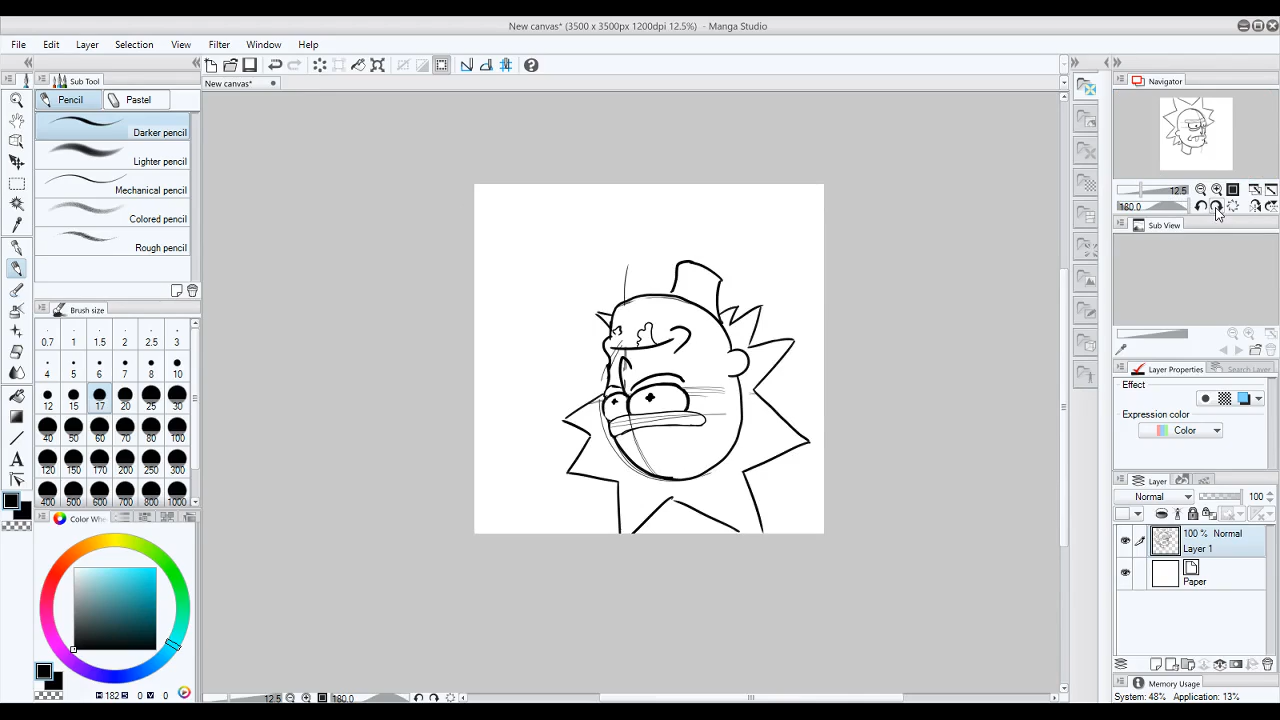 New canvas* (3500 x 3500px 1200dpi 12.5%) - Manga Studio
File Edit Layer Selection View Filter Window Help
Sub Tool
New canvas*
Navigator
Pencil Pastel
Darker pencil
Lighter pencil
Mechanical pencil
Colored pencil
Rough pencil
12.5
180.0
Sub View
Brush size
0.7 1 1.5 2 2.5 3
4 5 6 7 8 10
12 15 17 20 25 30
40 50 60 70 80 100
120 150 170 200 250 300
400 500 600 700 800 1000
Layer Properties Search Layer
Effect
Expression color
Color
Layer
Normal 100
100 % Normal
Layer 1
Paper
Color Whe
182 0 V 0
12.5 180.0
Memory Usage
System: 48% Application: 13%
A